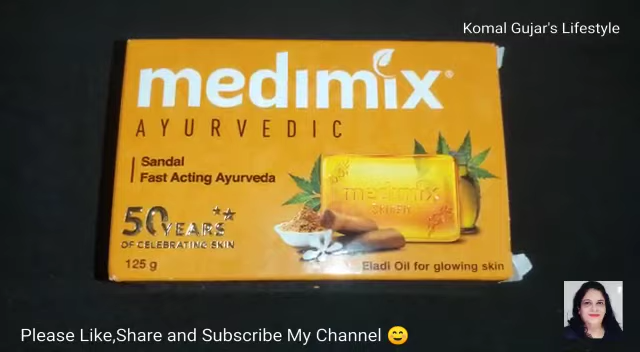 Komal Gujar's Lifestyle
medimix®
AYURVEDIC
Sandal
Fast Acting Ayurveda
medimix
50 YEARS**
OF CELEBRATING SKIN
125 g
Eladi Oil for glowing skin
Please Like,Share and Subscribe My Channel 😊